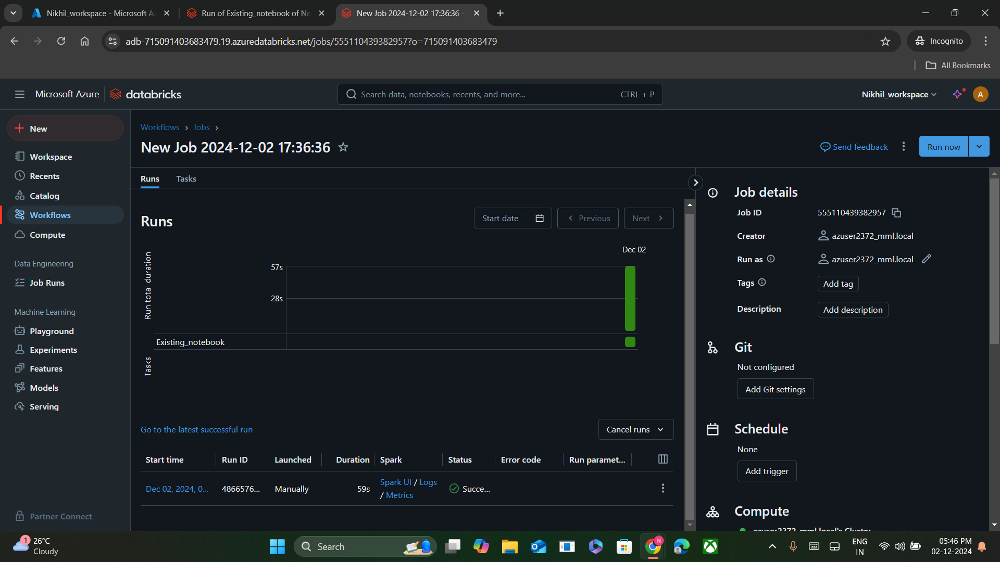 Nikhil_workspace - Microsoft Az
Run of Existing_notebook of Ne
New Job 2024-12-02 17:36:36 -
adb-715091403683479.19.azuredatabricks.net/jobs/555110439382957?o=715091403683479
Incognito
All Bookmarks
Microsoft Azure
databricks
Search data, notebooks, recents, and more...
CTRL + P
Nikhil_workspace
A
New
Workspace
Recents
Catalog
Workflows
Compute
Data Engineering
Job Runs
Machine Learning
Playground
Experiments
Features
Models
Serving
Partner Connect
Workflows > Jobs >
New Job 2024-12-02 17:36:36
Send feedback
Run now
Runs
Tasks
Runs
Start date
Previous
Next
Dec 02
Run total duration
57s
28s
Existing_notebook
Tasks
Go to the latest successful run
Cancel runs
Start time
Run ID
Launched
Duration
Spark
Status
Error code
Run paramet...
Dec 02, 2024, 0...
4866576...
Manually
59s
Spark UI / Logs
/ Metrics
Succe...
Job details
Job ID
555110439382957
Creator
azuser2372_mml.local
Run as
azuser2372_mml.local
Tags
Add tag
Description
Add description
Git
Not configured
Add Git settings
Schedule
None
Add trigger
Compute
azuser2372_mml.local's Cluster
1
26°C
Cloudy
Search
N
ENG
IN
05:46 PM
02-12-2024